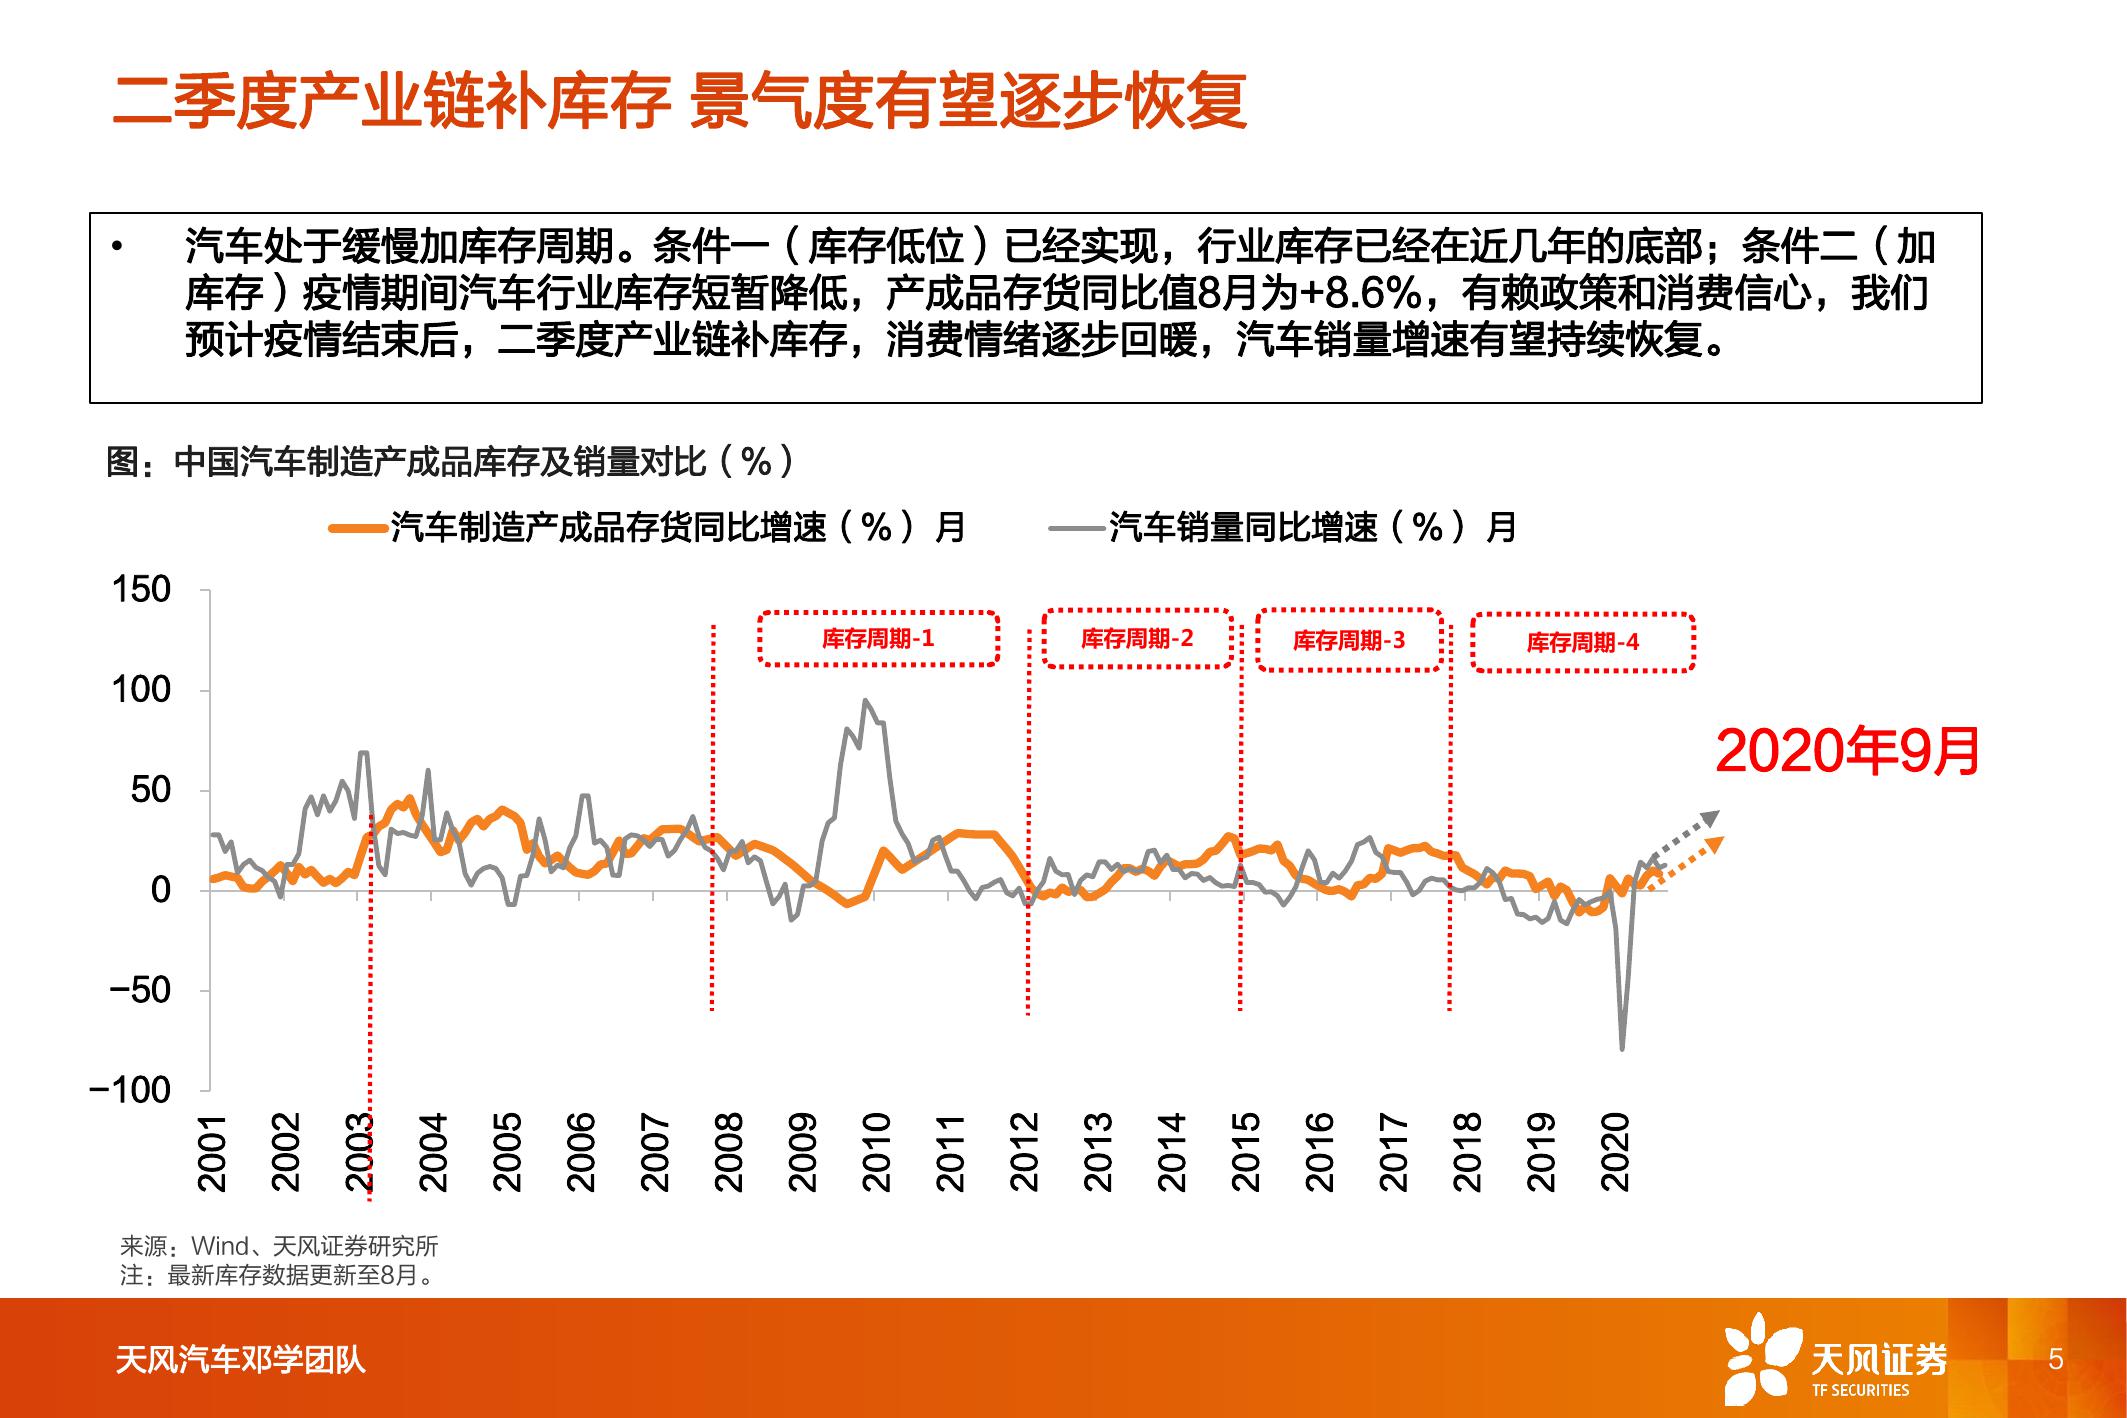 二季度产业链补库存 景气度有望逐步恢复
• 汽车处于缓慢加库存周期。条件一（库存低位）已经实现，行业库存已经在近几年的底部；条件二（加
库存）疫情期间汽车行业库存短暂降低，产成品存货同比值8月为+8.6%，有赖政策和消费信心，我们
预计疫情结束后，二季度产业链补库存，消费情绪逐步回暖，汽车销量增速有望持续恢复。
图：中国汽车制造产成品库存及销量对比（%）
汽车制造产成品存货同比增速（%）月
汽车销量同比增速（%）月
150
100
50
0
−50
−100
库存周期-1
库存周期-2
库存周期-3
库存周期-4
2020年9月
2001
2002
2003
2004
2005
2006
2007
2008
2009
2010
2011
2012
2013
2014
2015
2016
2017
2018
2019
2020
来源：Wind、天风证券研究所
注：最新库存数据更新至8月。
天风汽车邓学团队
天风证券
TF SECURITIES
5